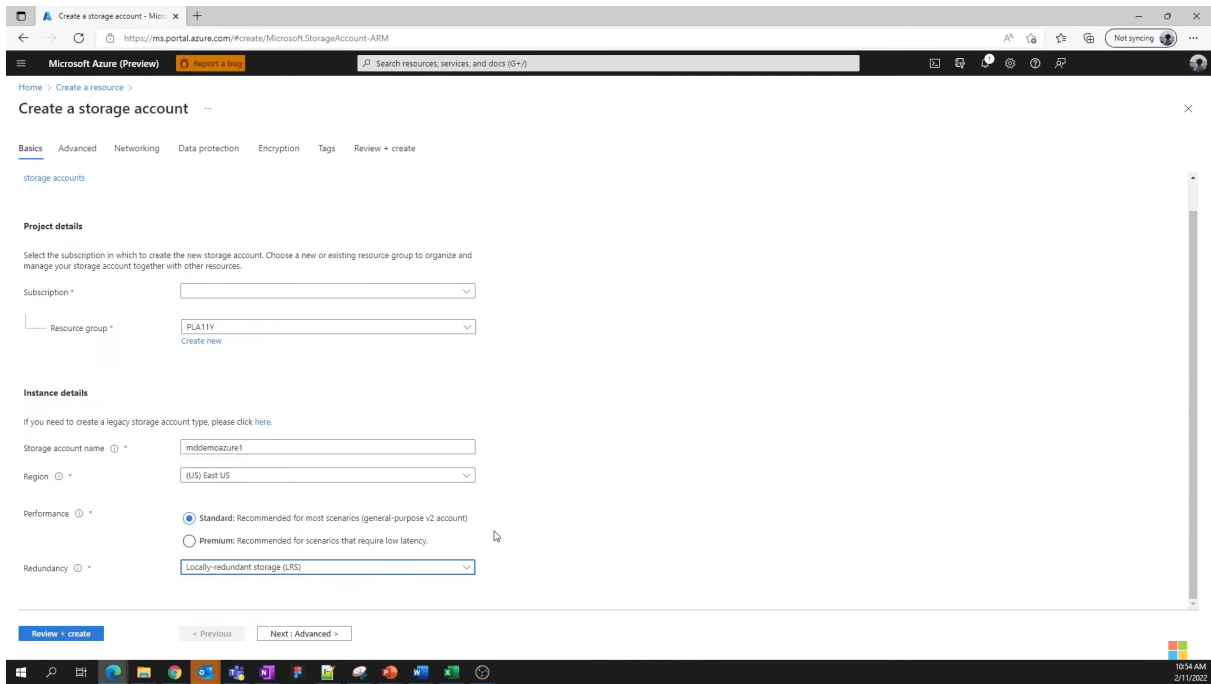 Create a storage account - Micro
https://ms.portal.azure.com/#create/Microsoft.StorageAccount-ARM
Not syncing
Microsoft Azure (Preview)
Report a bug
Search resources, services, and docs (G+/)
1
Home > Create a resource >
Create a storage account ...
Basics Advanced Networking Data protection Encryption Tags Review + create
storage accounts
Project details
Select the subscription in which to create the new storage account. Choose a new or existing resource group to organize and
manage your storage account together with other resources.
Subscription *
Resource group * PLA11Y
Create new
Instance details
If you need to create a legacy storage account type, please click here.
Storage account name * mddemoazure1
Region * (US) East US
Performance * Standard: Recommended for most scenarios (general-purpose v2 account)
Premium: Recommended for scenarios that require low latency.
Redundancy * Locally-redundant storage (LRS)
Review + create < Previous Next : Advanced >
10:54 AM
2/11/2022